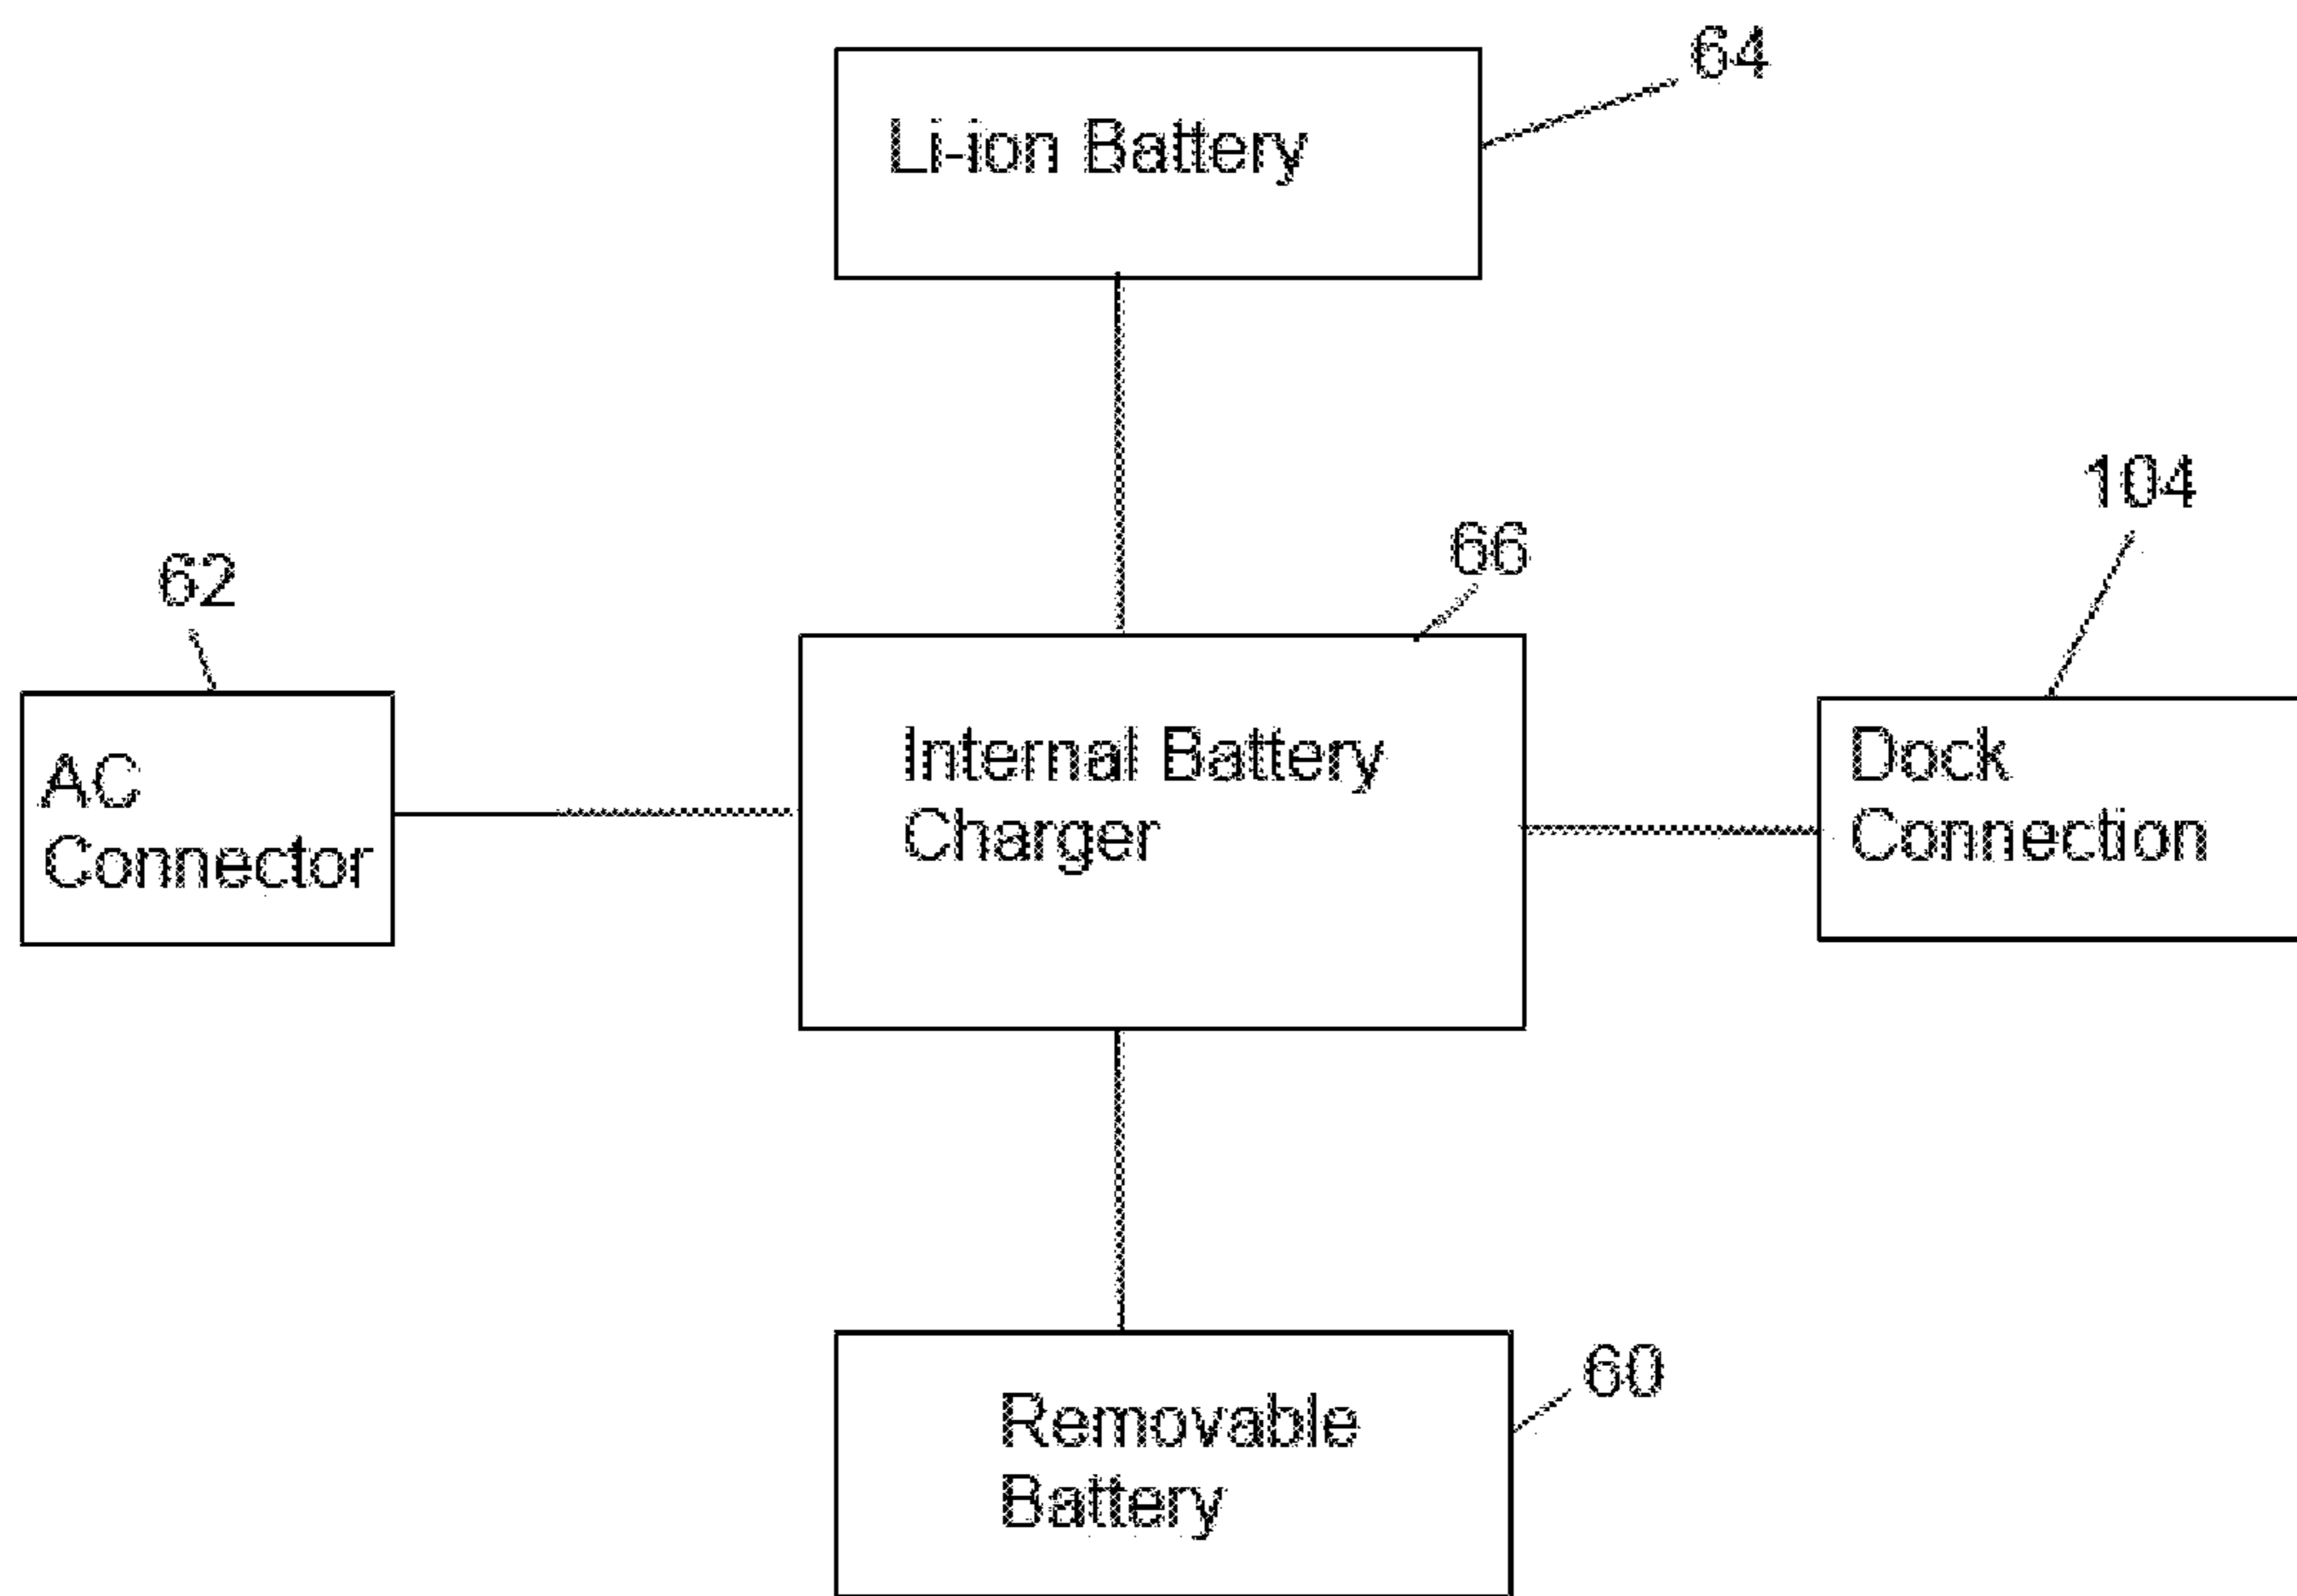 64
Li-ion Battery
104
66
62
Internal Battery
Charger
Dock
Connection
AC
Connector
60
Removable
Battery